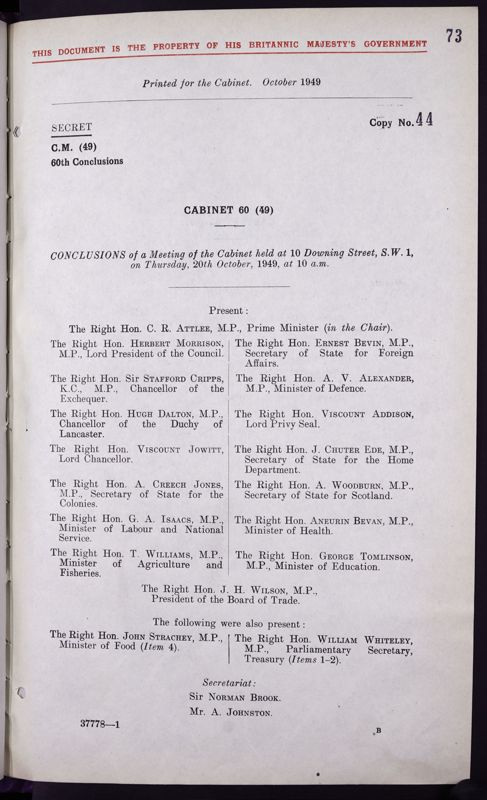 73
THIS DOCUMENT IS THE PROPERTY OF HIS BRITANNIC MAJESTY'S GOVERNMENT
Printed for the Cabinet. October 1949
SECRET
Copy No. 44
C.M. (49)
60th Conclusions
CABINET 60 (49)
CONCLUSIONS of a Meeting of the Cabinet held at 10 Downing Street, S.W. 1,
on Thursday, 20th October, 1949, at 10 a.m.
Present:
The Right Hon. C. R. ATTLEE, M.P., Prime Minister (in the Chair).
The Right Hon. HERBERT MORRISON,
M.P., Lord President of the Council.
The Right Hon. ERNEST BEVIN, M.P.,
Secretary of State for Foreign
Affairs.
The Right Hon. Sir STAFFORD CRIPPS,
K.C., M.P., Chancellor of the
Exchequer.
The Right Hon. A. V. ALEXANDER,
M.P., Minister of Defence.
The Right Hon. HUGH DALTON, M.P.,
Chancellor of the Duchy of
Lancaster.
The Right Hon. VISCOUNT ADDISON,
Lord Privy Seal.
The Right Hon. VISCOUNT JOWITT,
Lord Chancellor.
The Right Hon. J. CHUTER EDE, M.P.,
Secretary of State for the Home
Department.
The Right Hon. A. CREECH JONES,
M.P., Secretary of State for the
Colonies.
The Right Hon. A. WOODBURN, M.P.,
Secretary of State for Scotland.
The Right Hon. G. A. ISAACS, M.P.,
Minister of Labour and National
Service.
The Right Hon. ANEURIN BEVAN, M.P.,
Minister of Health.
The Right Hon. T. WILLIAMS, M.P.,
Minister of Agriculture and
Fisheries.
The Right Hon. GEORGE TOMLINSON,
M.P., Minister of Education.
The Right Hon. J. H. WILSON, M.P.,
President of the Board of Trade.
The following were also present:
The Right Hon. JOHN STRACHEY, M.P.,
Minister of Food (Item 4).
The Right Hon. WILLIAM WHITELEY,
M.P., Parliamentary Secretary,
Treasury (Items 1-2).
Secretariat:
Sir NORMAN BROOK.
Mr. A. JOHNSTON.
37778—1
B